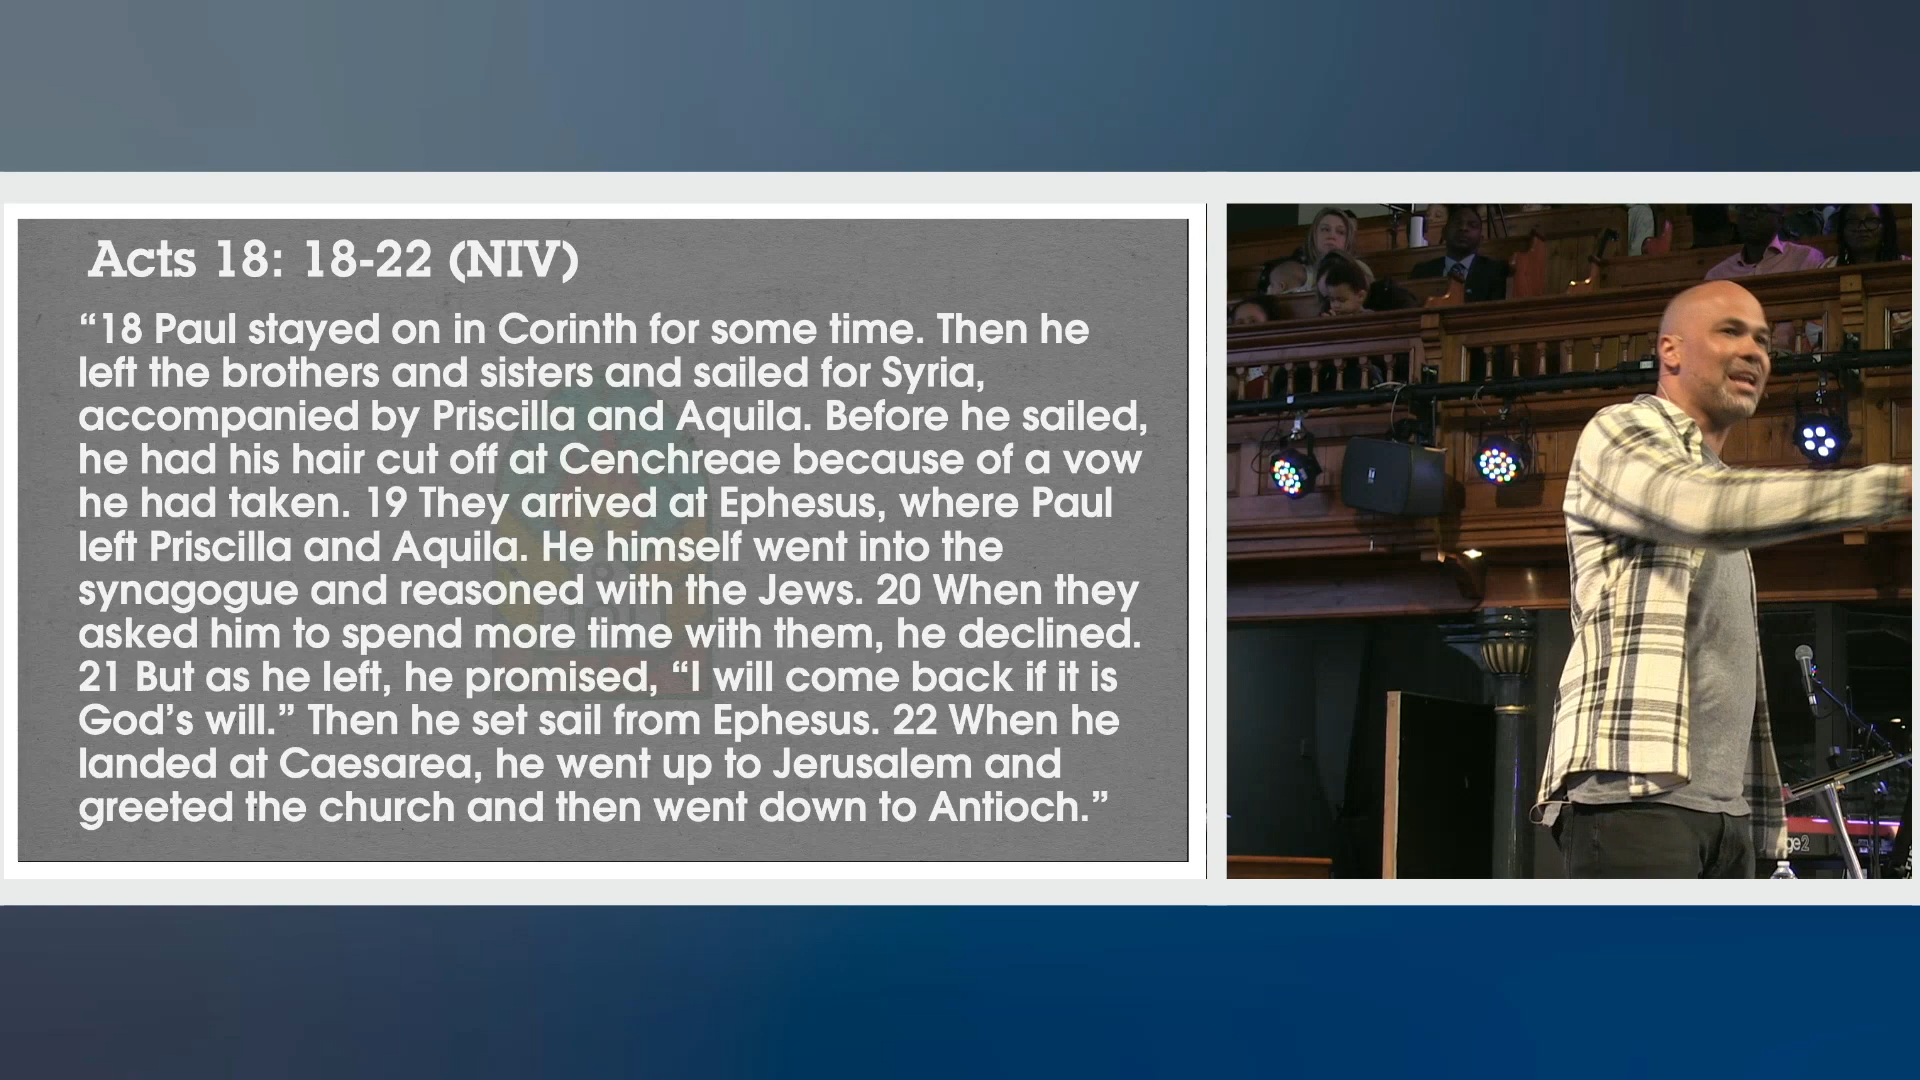 Acts 18: 18-22 (NIV)
“18 Paul stayed on in Corinth for some time. Then he
left the brothers and sisters and sailed for Syria,
accompanied by Priscilla and Aquila. Before he sailed,
he had his hair cut off at Cenchreae because of a vow
he had taken. 19 They arrived at Ephesus, where Paul
left Priscilla and Aquila. He himself went into the
synagogue and reasoned with the Jews. 20 When they
asked him to spend more time with them, he declined.
21 But as he left, he promised, “I will come back if it is
God’s will.” Then he set sail from Ephesus. 22 When he
landed at Caesarea, he went up to Jerusalem and
greeted the church and then went down to Antioch.”
ge2